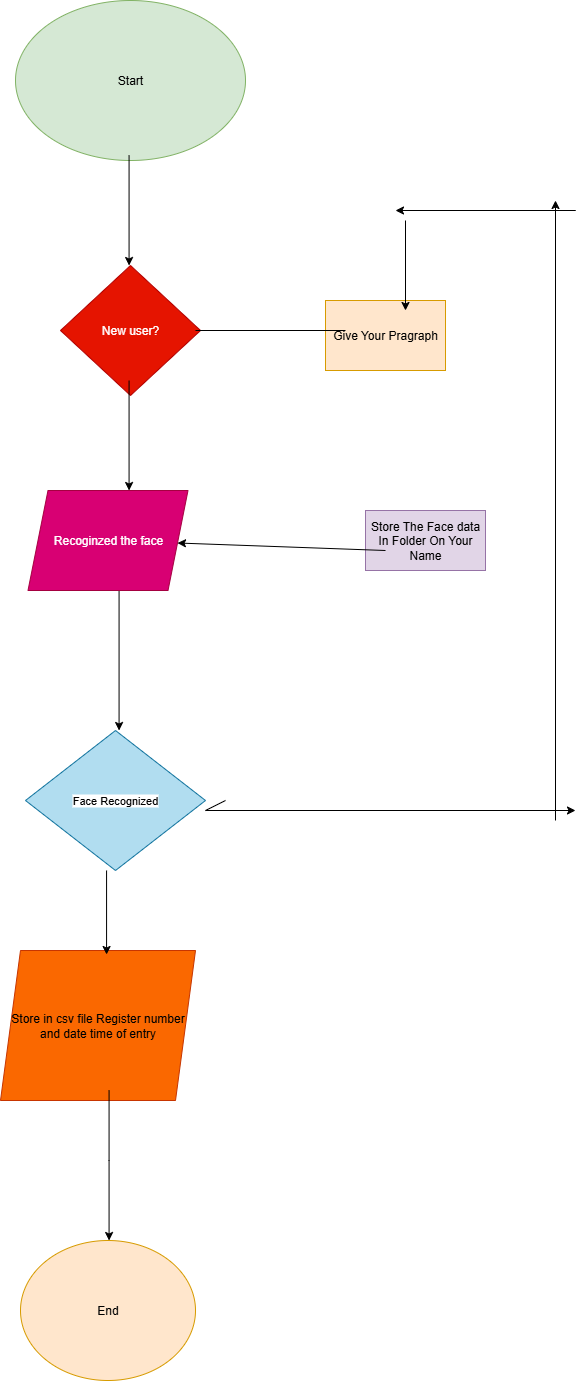 Start
New user?
Give Your Pragraph
Recoginzed the face
Store The Face data
In Folder On Your
Name
Face Recognized
Store in csv file Register number
and date time of entry
End